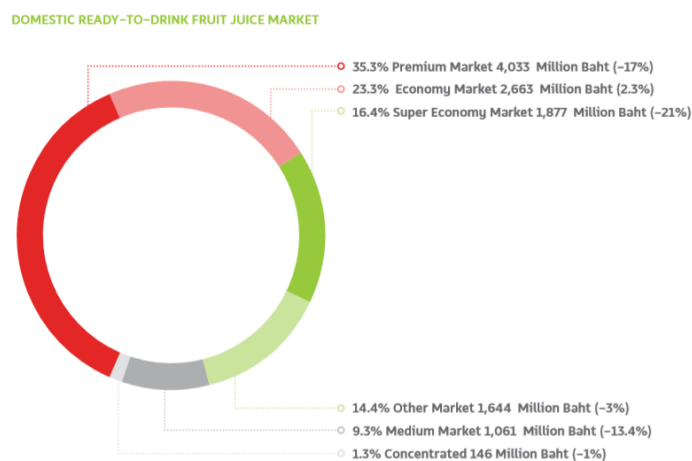 DOMESTIC READY-TO-DRINK FRUIT JUICE MARKET
35.3% Premium Market 4,033 Million Baht (-17%)
23.3% Economy Market 2,663 Million Baht (2.3%)
16.4% Super Economy Market 1,877 Million Baht (-21%)
14.4% Other Market 1,644 Million Baht (-3%)
9.3% Medium Market 1,061 Million Baht (-13.4%)
1.3% Concentrated 146 Million Baht (-1%)